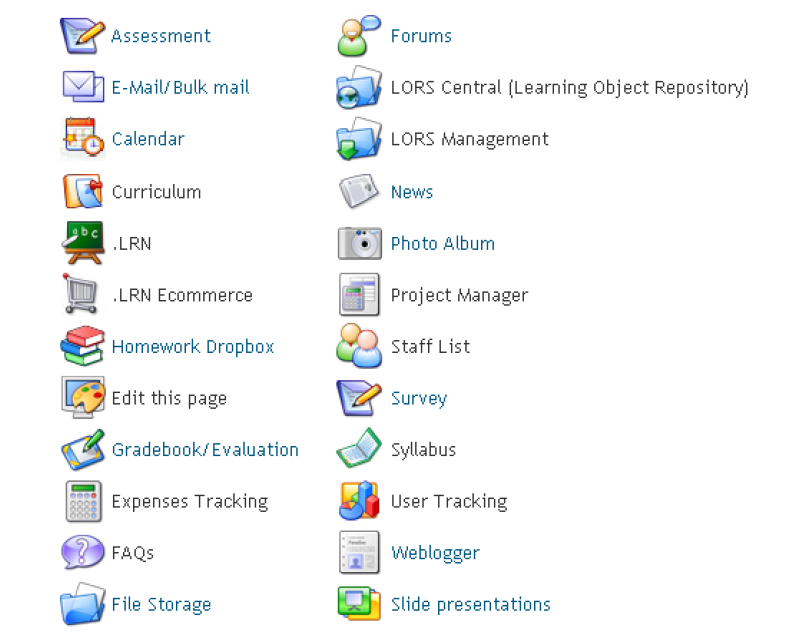 Assessment
E-Mail/Bulk mail
Calendar
Curriculum
abc
.LRN
.LRN Ecommerce
Homework Dropbox
Edit this page
Gradebook/Evaluation
Expenses Tracking
?
FAQs
File Storage
Forums
LORS Central (Learning Object Repository)
LORS Management
News
Photo Album
Project Manager
Staff List
Survey
Syllabus
User Tracking
Weblogger
Slide presentations